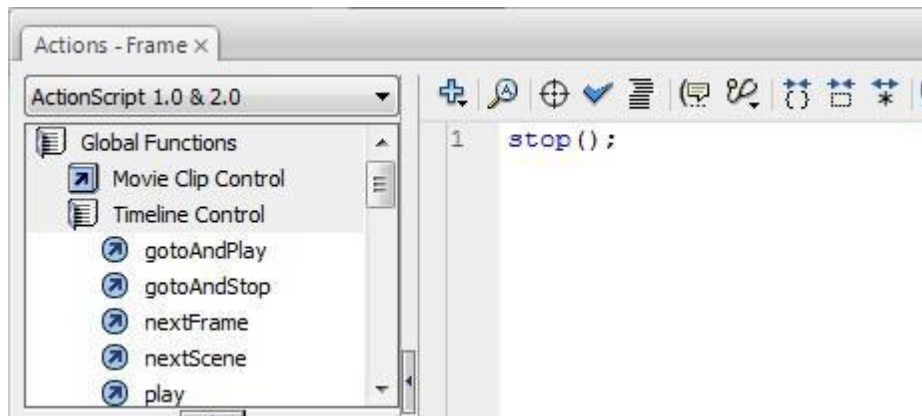 Actions - Frame ×
ActionScript 1.0 & 2.0
Global Functions
Movie Clip Control
Timeline Control
gotoAndPlay
gotoAndStop
nextFrame
nextScene
play
1 stop();